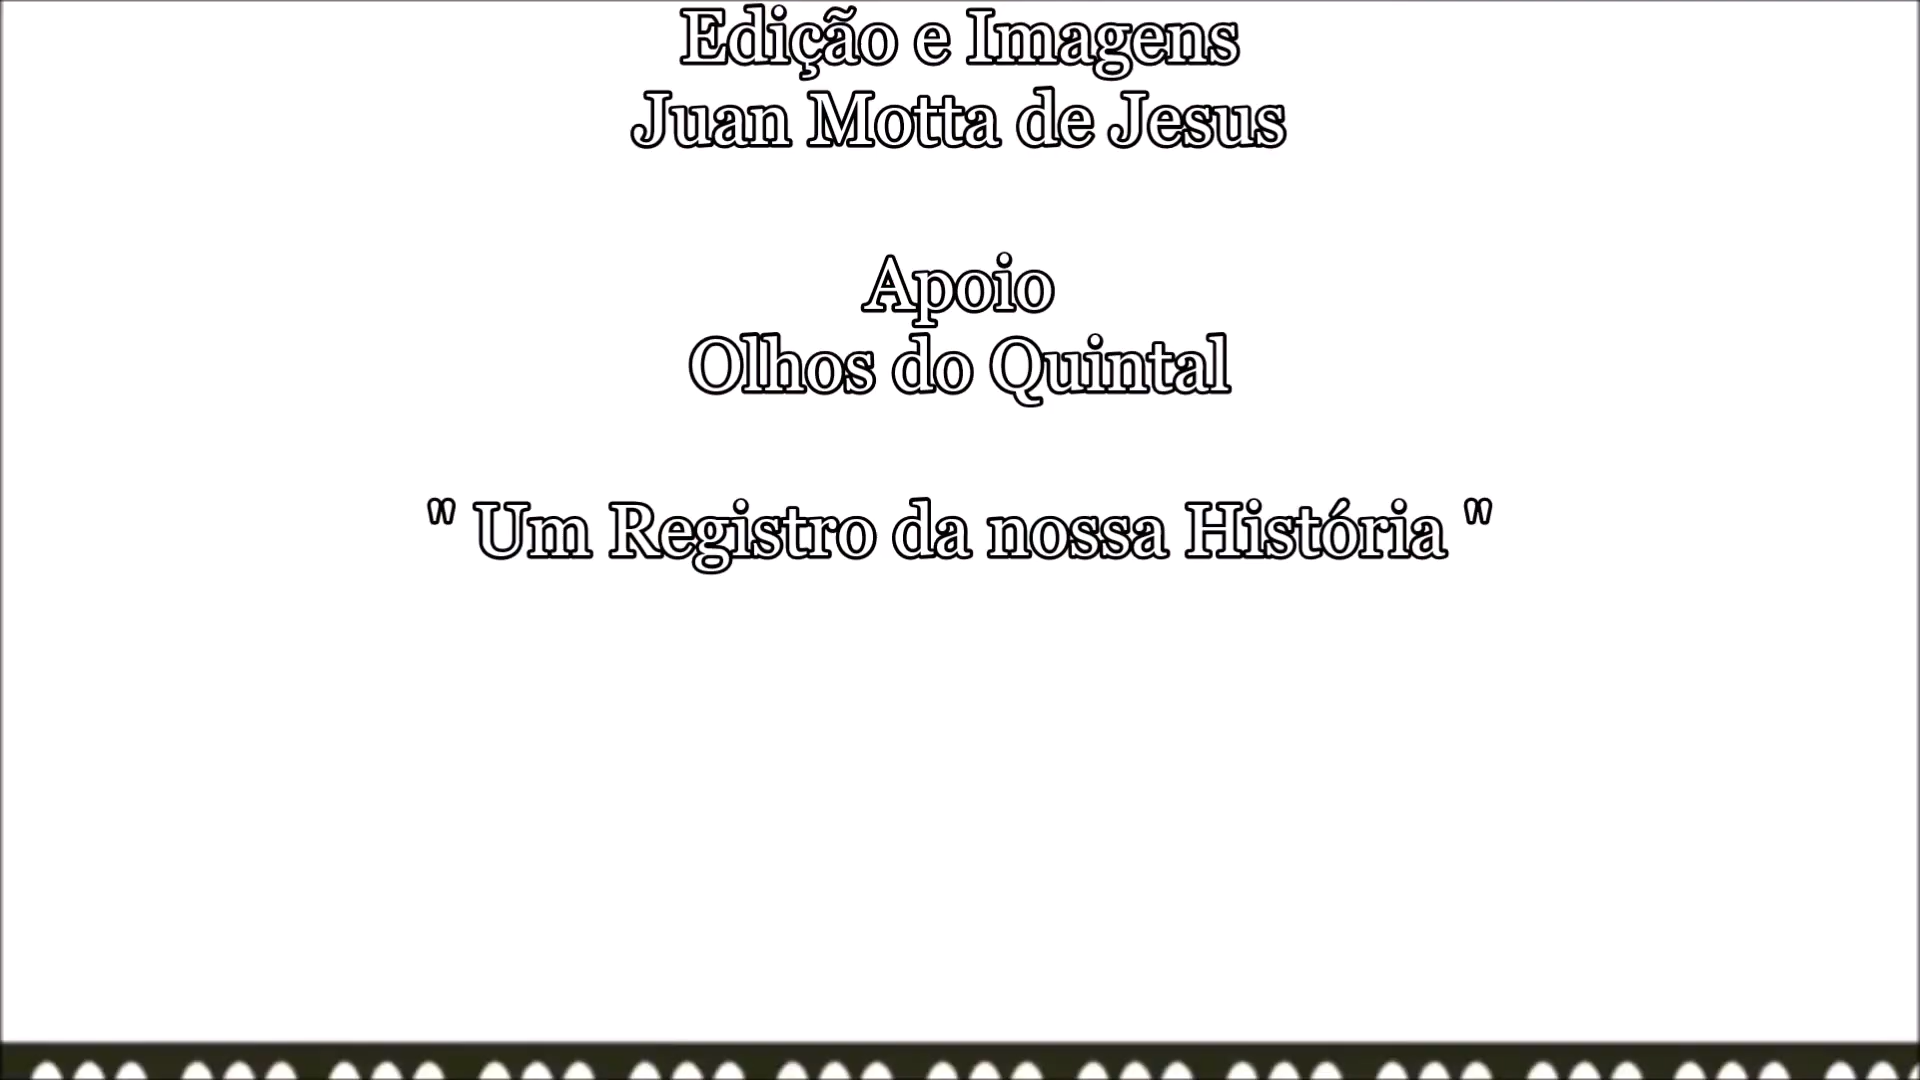 Edição e Imagens
Juan Motta de Jesus
Apoio
Olhos do Quintal
" Um Registro da nossa História "